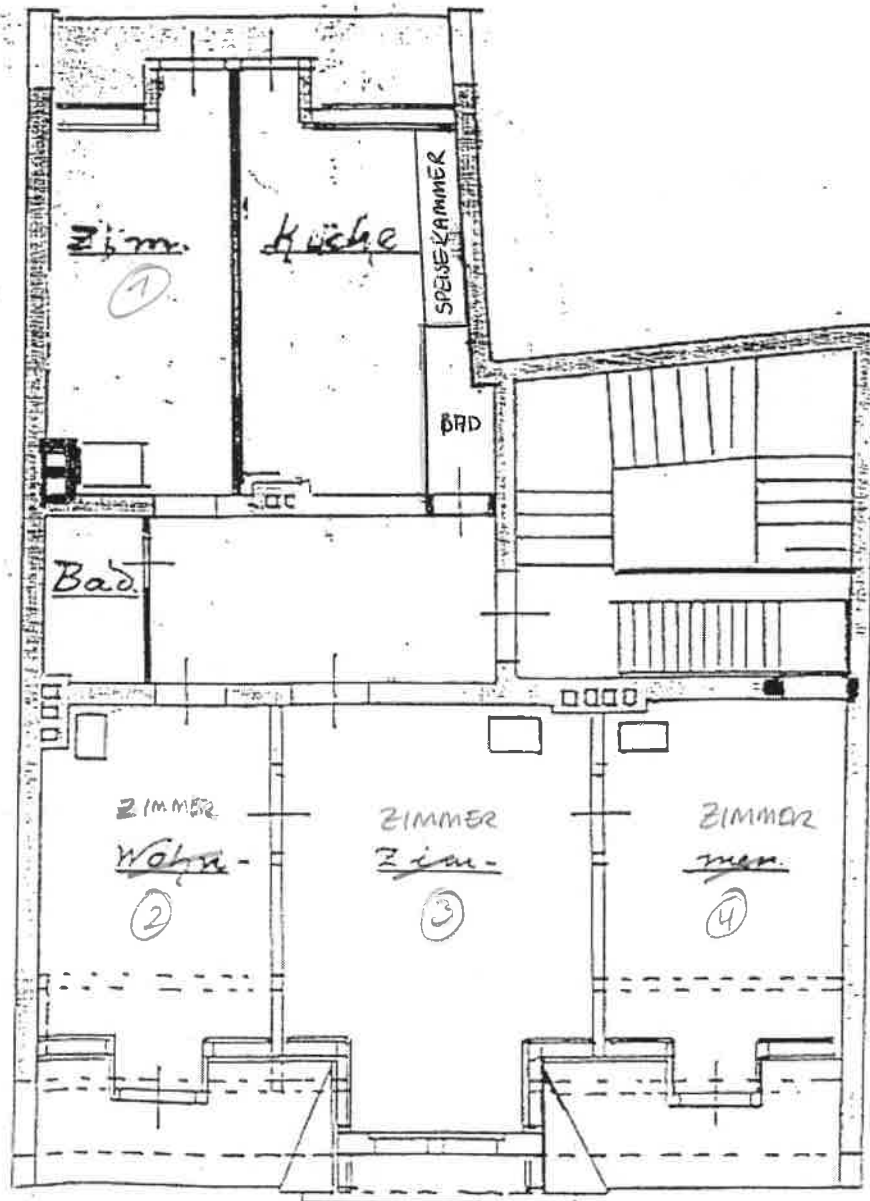 Zim.
Küche
SPEISEKAMMER
1
BAD
Bad.
ZIMMER
Wohn-
2
ZIMMER
Zim-
3
ZIMMER
mer.
4